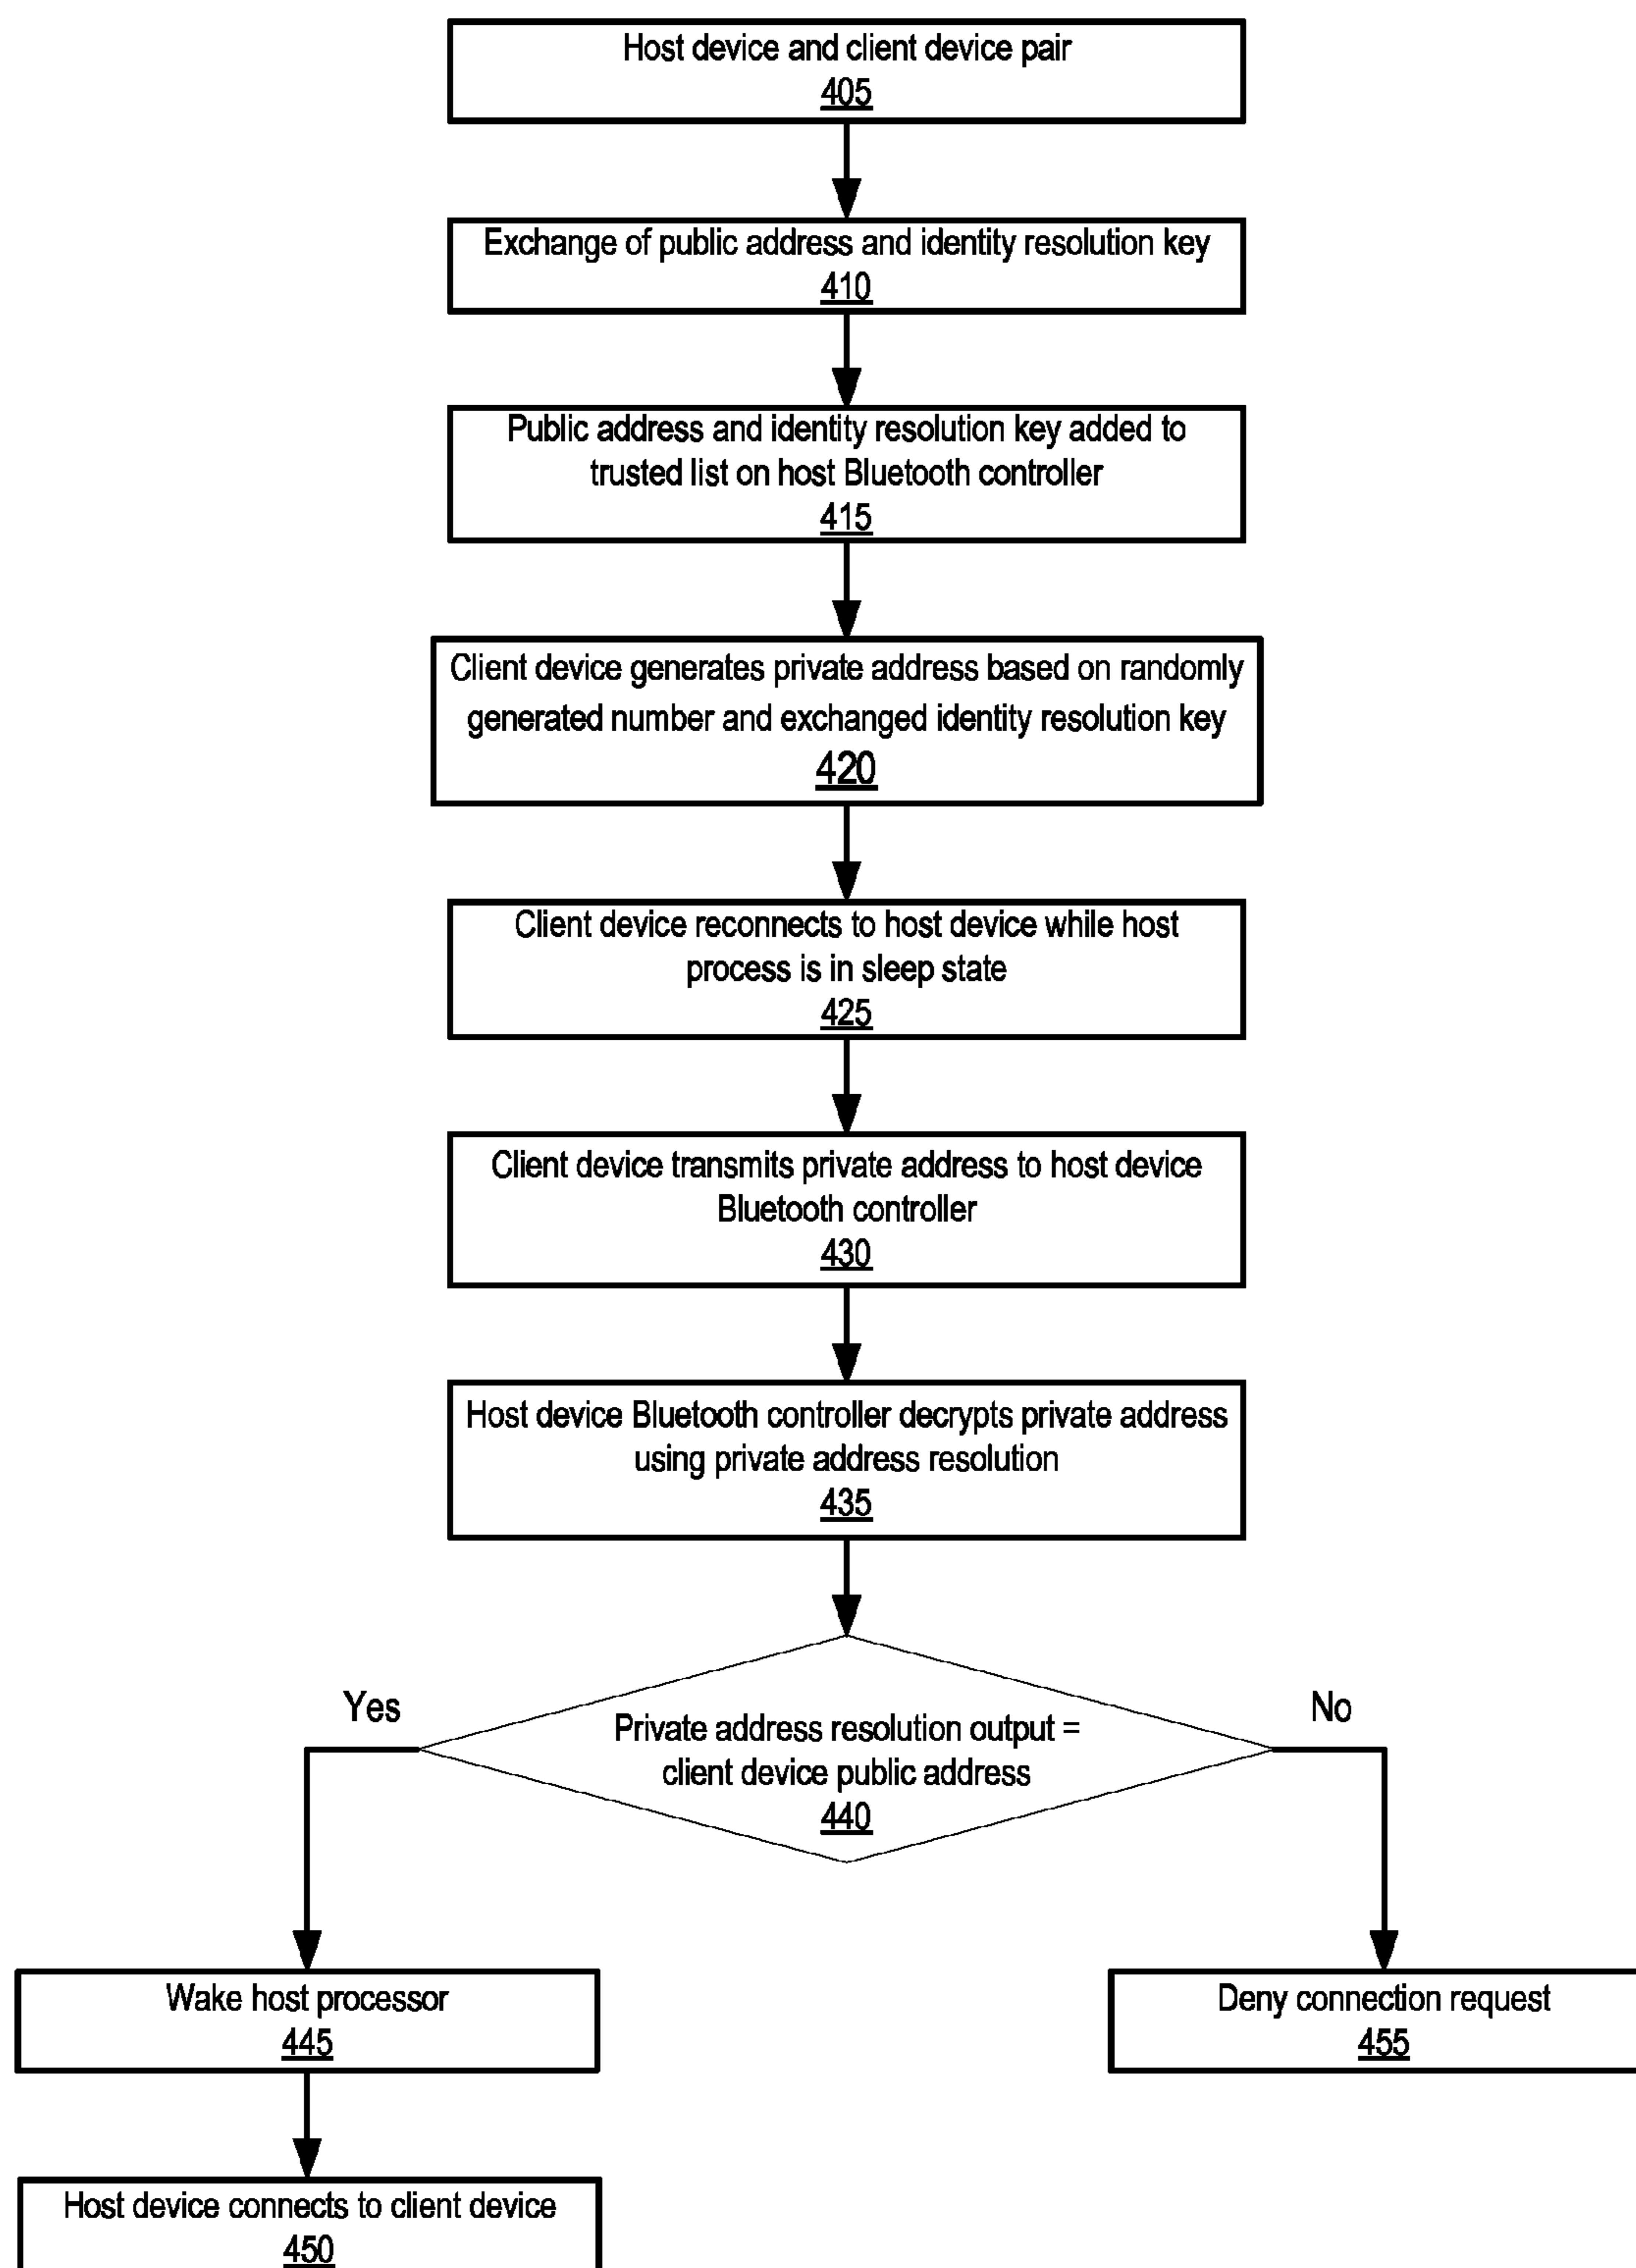 Host device and client device pair
405
Exchange of public address and identity resolution key
410
Public address and identity resolution key added to
trusted list on host Bluetooth controller
415
Client device generates private address based on randomly
generated number and exchanged identity resolution key
420
Client device reconnects to host device while host
process is in sleep state
425
Client device transmits private address to host device
Bluetooth controller
430
Host device Bluetooth controller decrypts private address
using private address resolution
435
Yes
No
Private address resolution output =
client device public address
440
Wake host processor
445
Deny connection request
455
Host device connects to client device
450